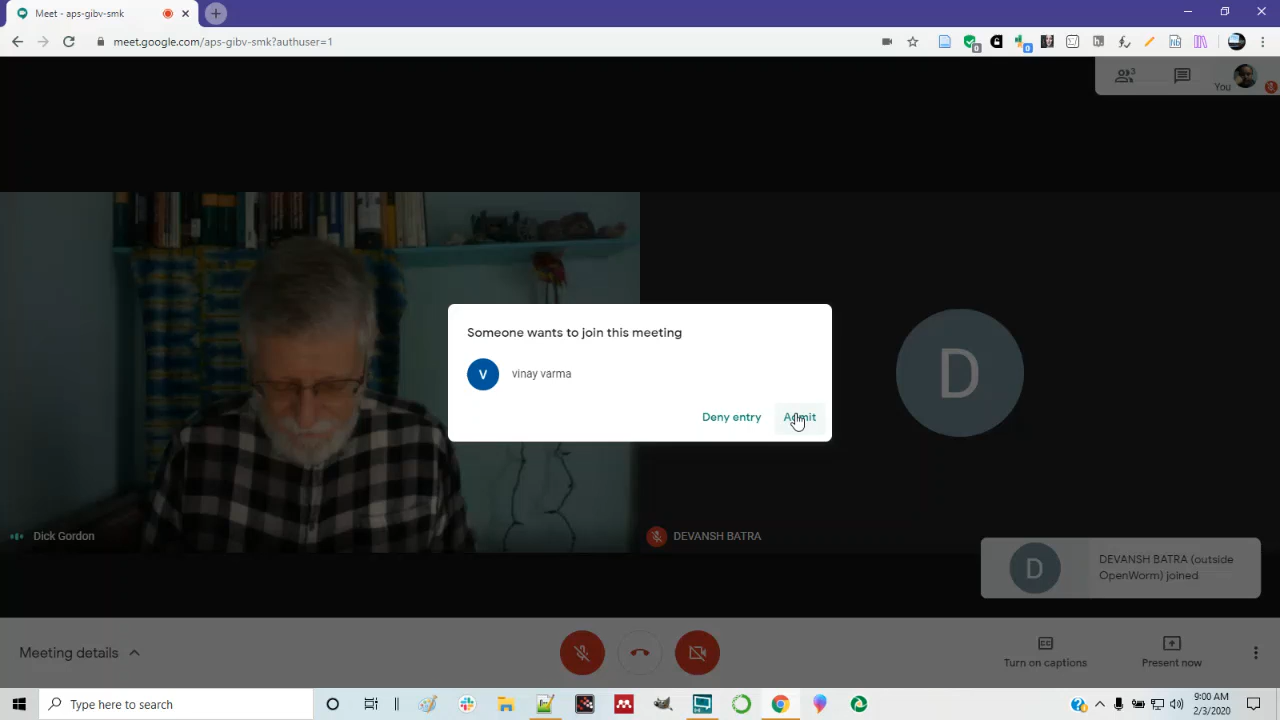 Meet - aps-gibv-smk
meet.google.com/aps-gibv-smk?authuser=1
3
You
Someone wants to join this meeting
V
vinay varma
Deny entry
Admit
D
Dick Gordon
DEVANSH BATRA
D
DEVANSH BATRA (outside
OpenWorm) joined
Meeting details
CC
Turn on captions
Present now
Type here to search
9:00 AM
2/3/2020